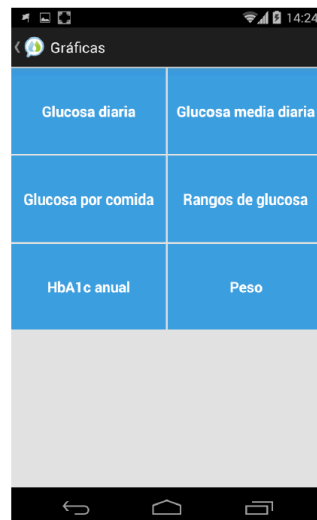 14:24
Gráficas
Glucosa diaria
Glucosa media diaria
Glucosa por comida
Rangos de glucosa
HbA1c anual
Peso